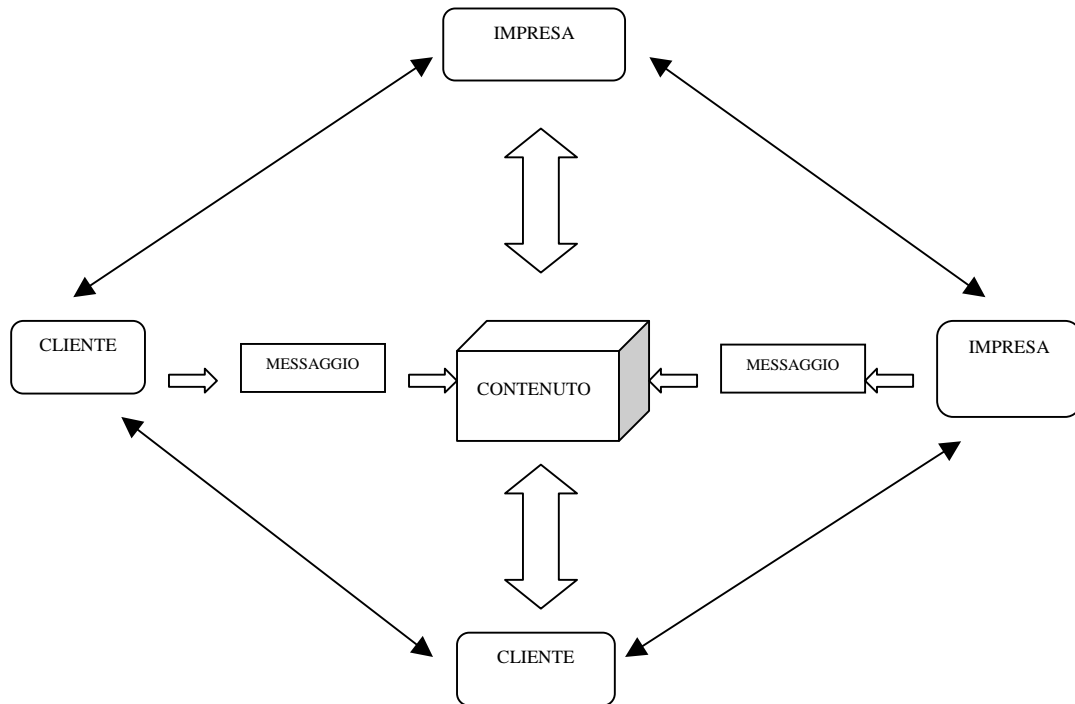 IMPRESA
CLIENTE
MESSAGGIO
CONTENUTO
MESSAGGIO
IMPRESA
CLIENTE